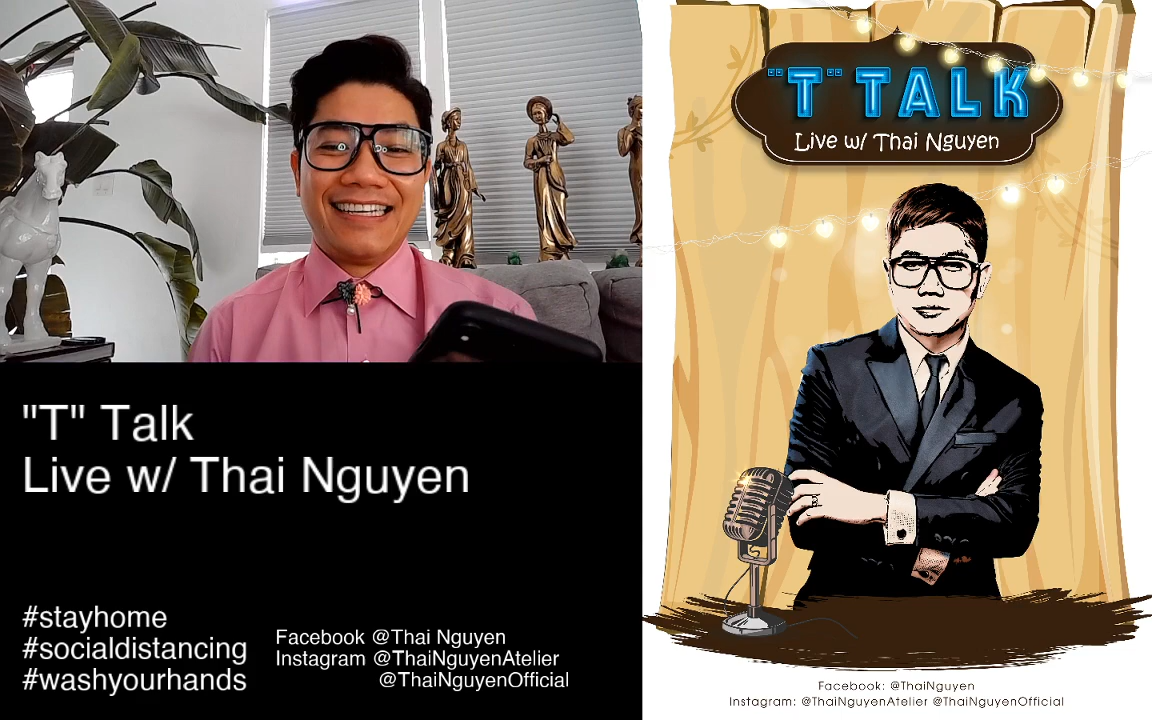 "T" Talk
Live w/ Thai Nguyen
#stayhome
#socialdistancing
#washyourhands
Facebook @Thai Nguyen
Instagram @ThaiNguyenAtelier
@ThaiNguyenOfficial
"T" TALK
Live w/ Thai Nguyen
Facebook: @ThaiNguyen
Instagram: @ThaiNguyenAtelier @ThaiNguyenOfficial